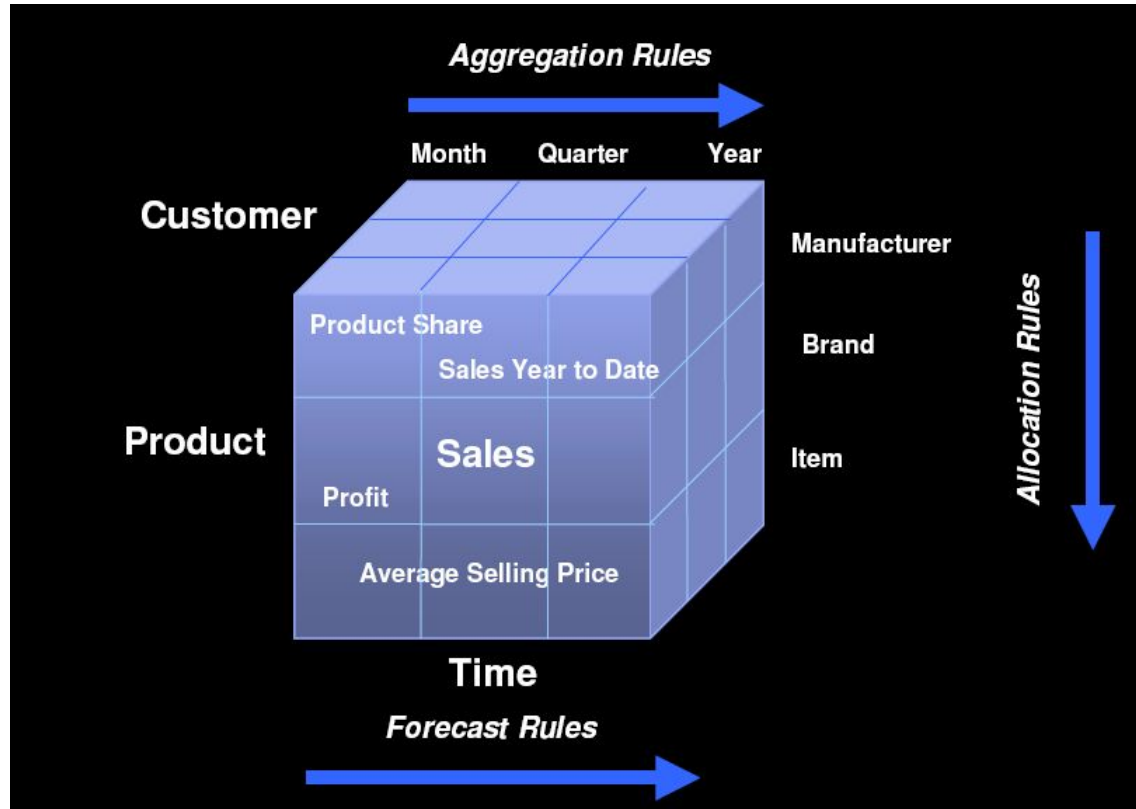 Aggregation Rules
Month Quarter Year
Customer
Manufacturer
Product Share
Brand
Sales Year to Date
Allocation Rules
Product
Sales
Item
Profit
Average Selling Price
Time
Forecast Rules